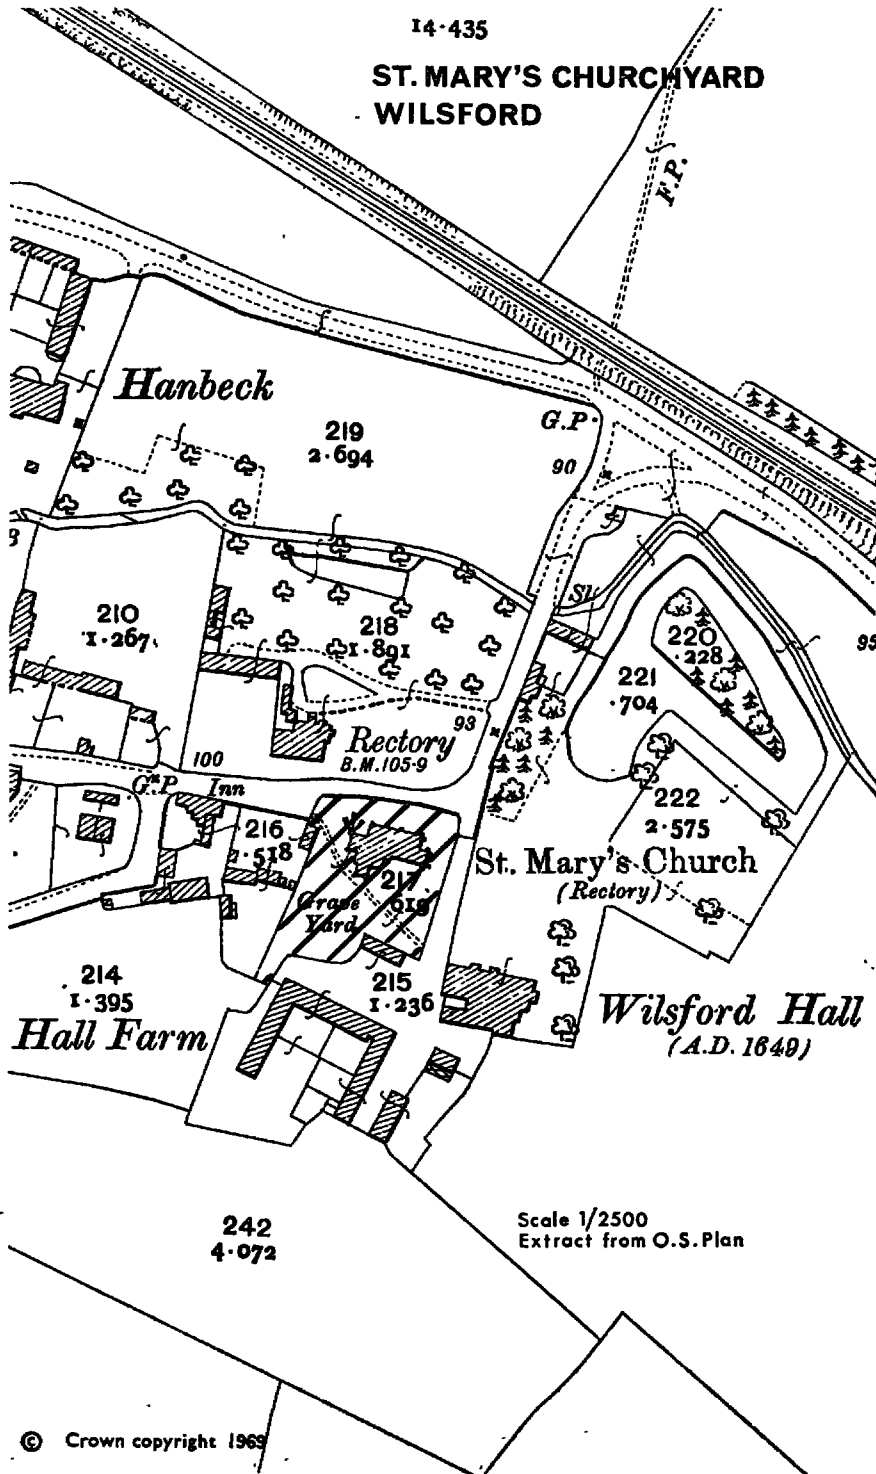 14·435
ST. MARY'S CHURCHYARD
WILSFORD
F.P.
Hanbeck
G.P.
219
2·694
90
Sl.
210
1·267
218
1·891
220
·228
95
221
·704
Rectory
B.M.105·9
93
100
G.P.
Inn
222
2·575
216
·518
St. Mary's Church
(Rectory)
217
·619
Grave
Yard
214
1·395
215
1·236
Hall Farm
Wilsford Hall
(A.D. 1649)
242
4·072
Scale 1/2500
Extract from O.S. Plan
© Crown copyright 1969